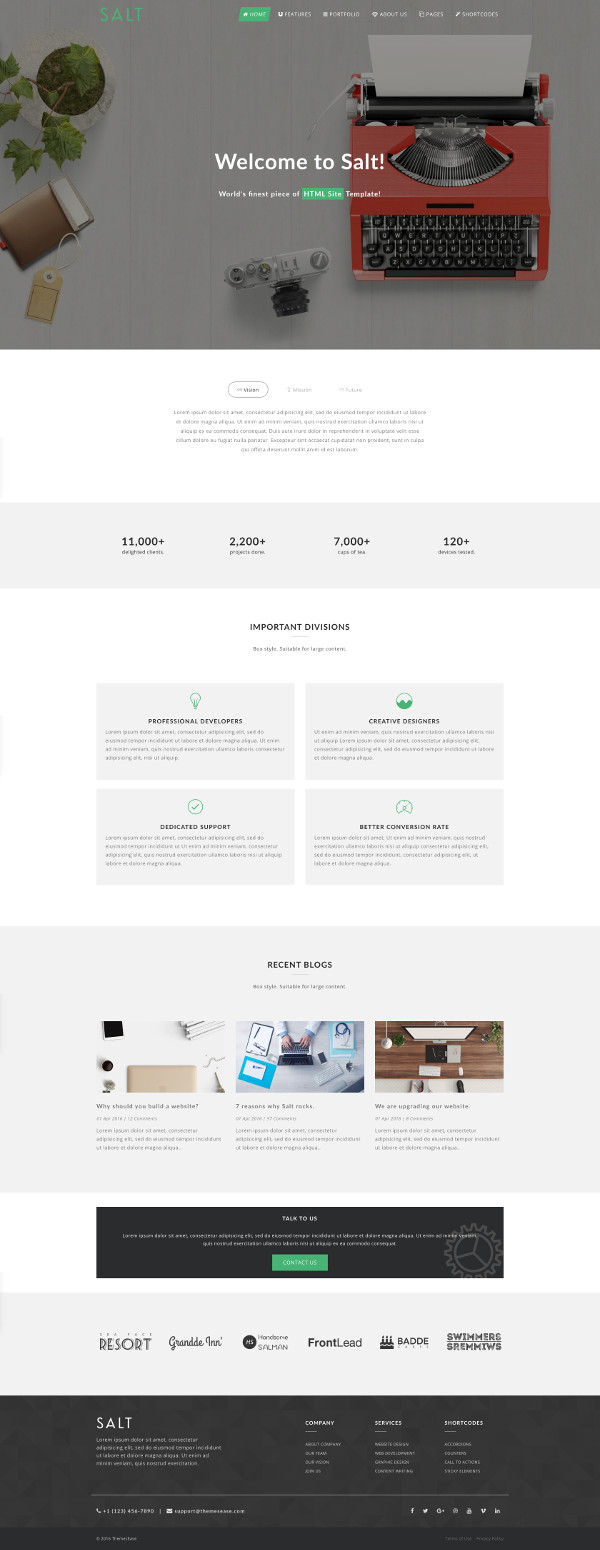 SALT
HOME FEATURES PORTFOLIO ABOUT US PAGES SHORTCODES
Welcome to Salt!
World's finest piece of HTML Site Template!
Vision Mission Future
Lorem ipsum dolor sit amet, consectetur adipisicing elit, sed do eiusmod tempor incididunt ut labore
et dolore magna aliqua. Ut enim ad minim veniam, quis nostrud exercitation ullamco laboris nisi ut
aliquip ex ea commodo consequat. Duis aute irure dolor in reprehenderit in voluptate velit esse
cillum dolore eu fugiat nulla pariatur. Excepteur sint occaecat cupidatat non proident, sunt in culpa
qui officia deserunt mollit anim id est laborum.
11,000+ 2,200+ 7,000+ 120+
delighted clients. projects done. cups of tea. devices tested.
IMPORTANT DIVISIONS
Box style. Suitable for large content.
PROFESSIONAL DEVELOPERS
Lorem ipsum dolor sit amet, consectetur adipisicing elit, sed do
eiusmod tempor incididunt ut labore et dolore magna aliqua. Ut enim
ad minim veniam, quis nostrud exercitation ullamco laboris consectetur
adipisicing elit, nisi ut aliquip.
CREATIVE DESIGNERS
Ut enim ad minim veniam, quis nostrud exercitation ullamco laboris nisi
ut aliquip Lorem ipsum dolor sit amet, consectetur adipisicing elit,
consectetur adipisicing elit, sed do eiusmod tempor incididunt ut labore
et dolore magna aliqua.
DEDICATED SUPPORT
Lorem ipsum dolor sit amet, consectetur adipisicing elit, sed do
eiusmod tempor incididunt ut Ut enim ad minim veniam, consectetur
adipisicing elit, quis nostrud exercitation ullamco laboris nisi ut aliquip
labore et dolore magna aliqua.
BETTER CONVERSION RATE
Lorem ipsum dolor sit amet, Ut enim ad minim veniam, quis nostrud
exercitation ullamco laboris nisi ut aliquip consectetur adipisicing elit,
sed do eiusmod tempor incididunt consectetur adipisicing elit, ut
labore et dolore magna aliqua.
RECENT BLOGS
Box style. Suitable for large content.
Why should you build a website?
01 Apr 2016 | 12 Comments
Lorem ipsum dolor sit amet, consectetur
adipisicing elit, sed do eiusmod tempor incididunt
ut labore et dolore magna aliqua..
7 reasons why Salt rocks.
Apr 2016 | Comments
Lorem ipsum dolor sit amet, consectetur
adipisicing elit, sed do eiusmod tempor incididunt
ut labore et dolore magna aliqua..
We are upgrading our website.
01 Apr 2016 | Comments
Lorem ipsum dolor sit amet, consectetur
adipisicing elit, sed do eiusmod tempor incididunt
ut labore et dolore magna aliqua..
TALK TO US
Lorem ipsum dolor sit amet, consectetur adipisicing elit, sed do eiusmod tempor incididunt ut labore et dolore magna aliqua. Ut enim ad minim veniam,
quis nostrud exercitation ullamco laboris nisi ut aliquip ex ea commodo consequat.
CONTACT US
SEA FACE
RESORT
Grandde Inn'
HS Handsome
SALMAN
FrontLead
BADDE
CAKES
SWIMMERS
SREMMIWS
SALT
Lorem ipsum dolor sit amet, consectetur
adipisicing elit, sed do eiusmod tempor incididunt
ut labore et dolore magna aliqua. Ut enim ad
minim veniam, quis nostrud exercitation.
COMPANY
ABOUT COMPANY
OUR TEAM
OUR VISION
JOIN US
SERVICES
WEBSITE DESIGN
WEB DEVELOPMENT
GRAPHIC DESIGN
CONTENT WRITING
SHORTCODES
ACCORDIONS
COUNTERS
CALL TO ACTIONS
STICKY ELEMENTS
+1 (123) 456-7890 | support@themesease.com
© 2016 ThemesEase
Terms of Use Privacy Policy